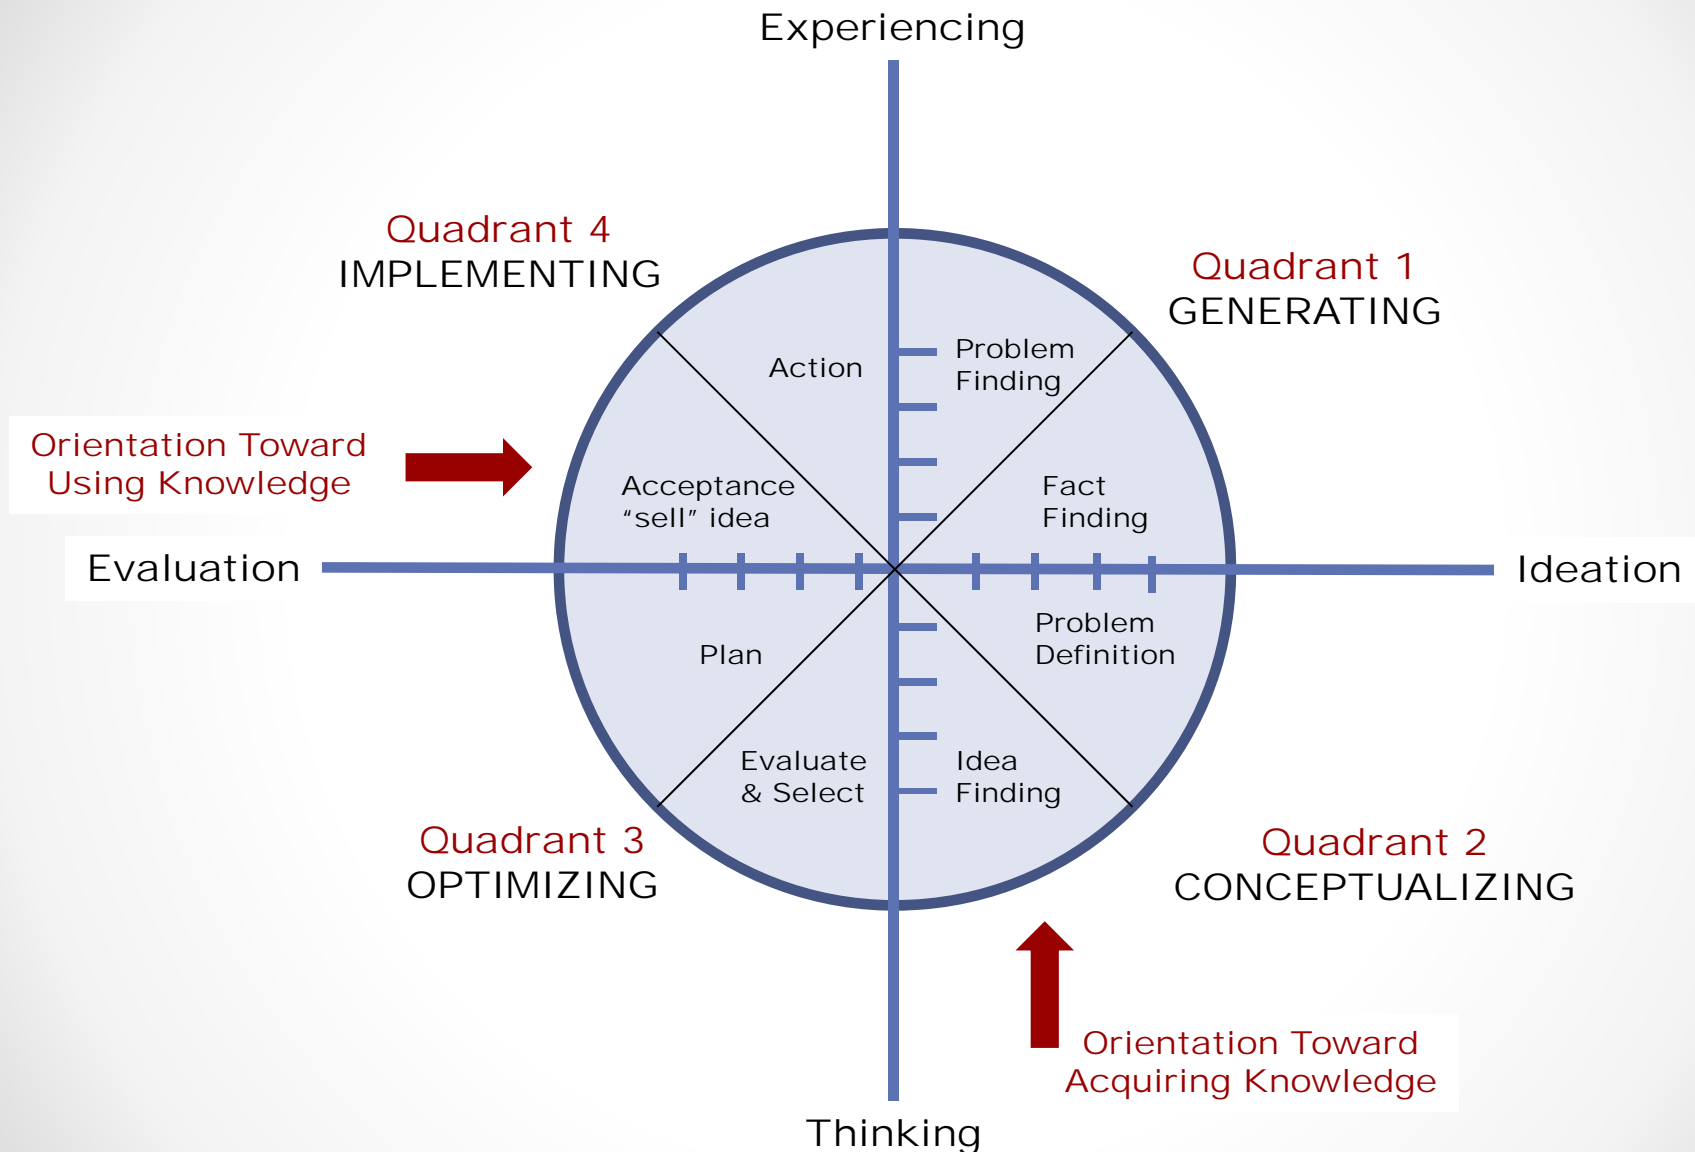 Experiencing
Quadrant 4
IMPLEMENTING
Quadrant 1
GENERATING
Action
Problem
Finding
Orientation Toward
Using Knowledge
Acceptance
“sell” idea
Fact
Finding
Evaluation
Ideation
Plan
Problem
Definition
Evaluate
& Select
Idea
Finding
Quadrant 3
OPTIMIZING
Quadrant 2
CONCEPTUALIZING
Orientation Toward
Acquiring Knowledge
Thinking